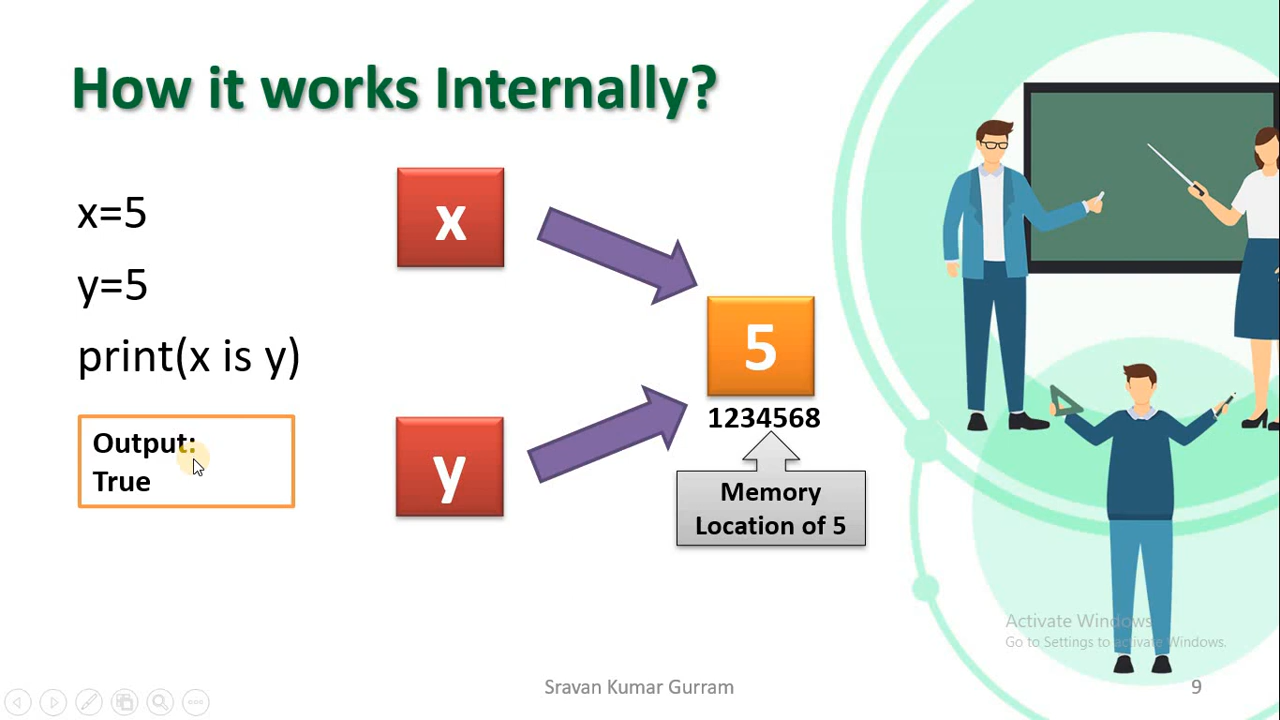 How it works Internally?
x=5
y=5
print(x is y)
Output:
True
x
y
5
1234568
Memory
Location of 5
Activate Windows
Go to Settings to activate Windows.
Sravan Kumar Gurram
9